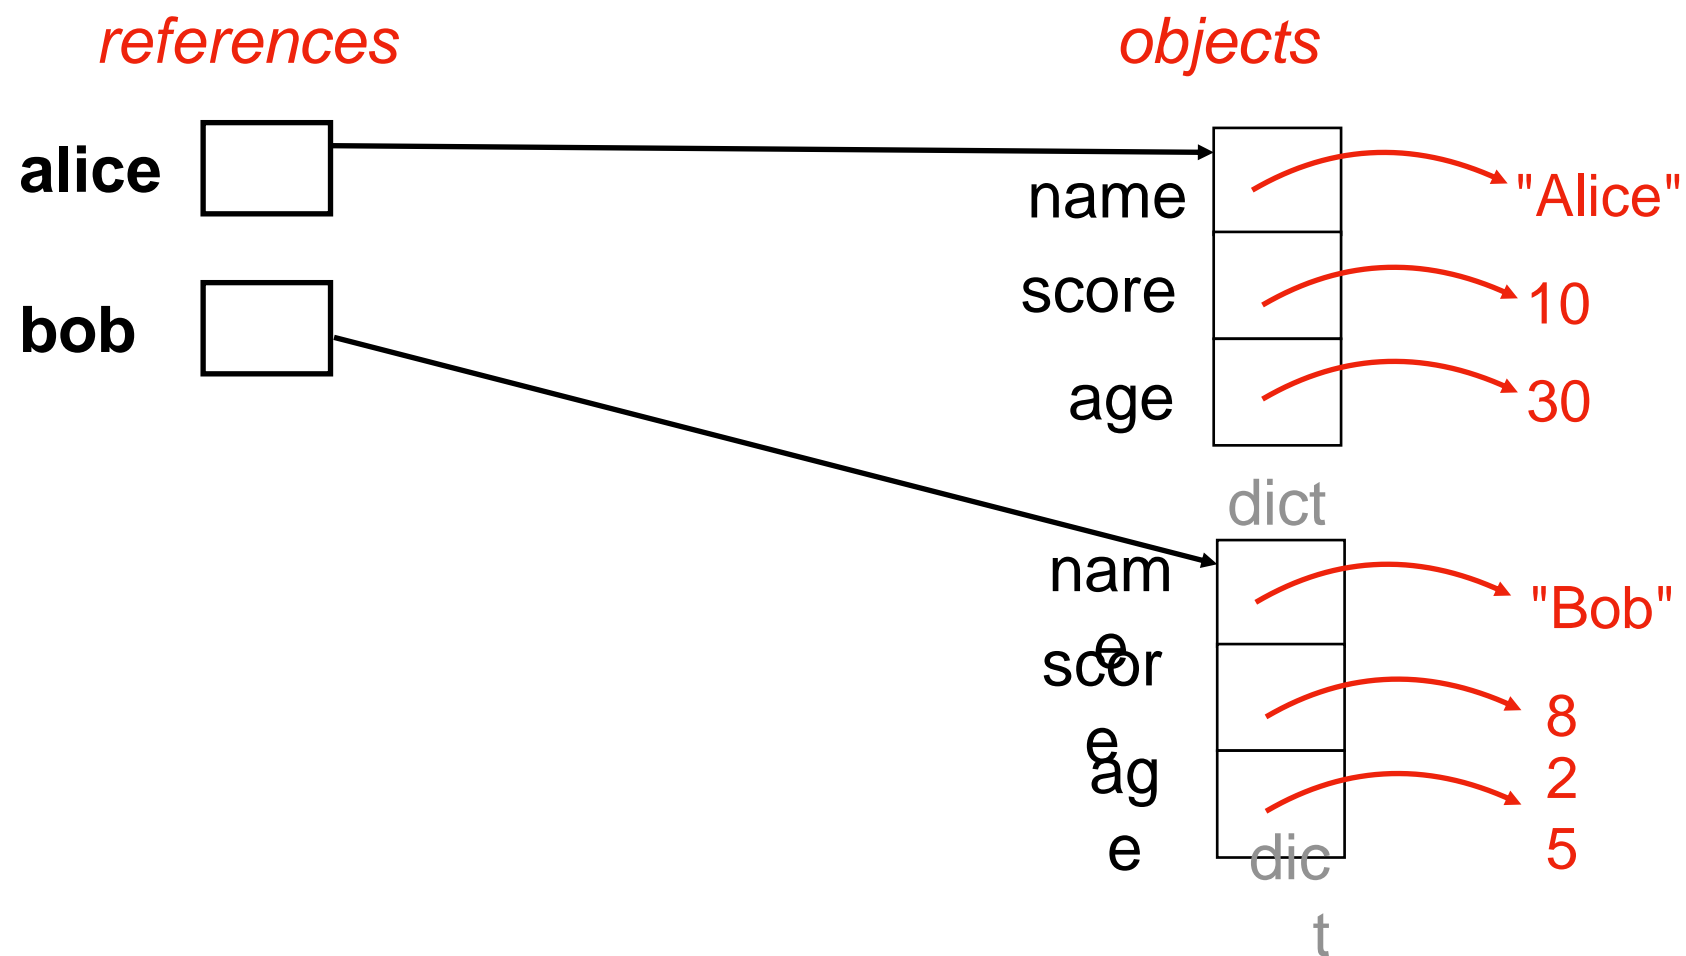 references objects
alice
name "Alice"
score 10
bob
age 30
dict
nam
e
"Bob"
scor
e
8
ag
e
2
5
dic
t